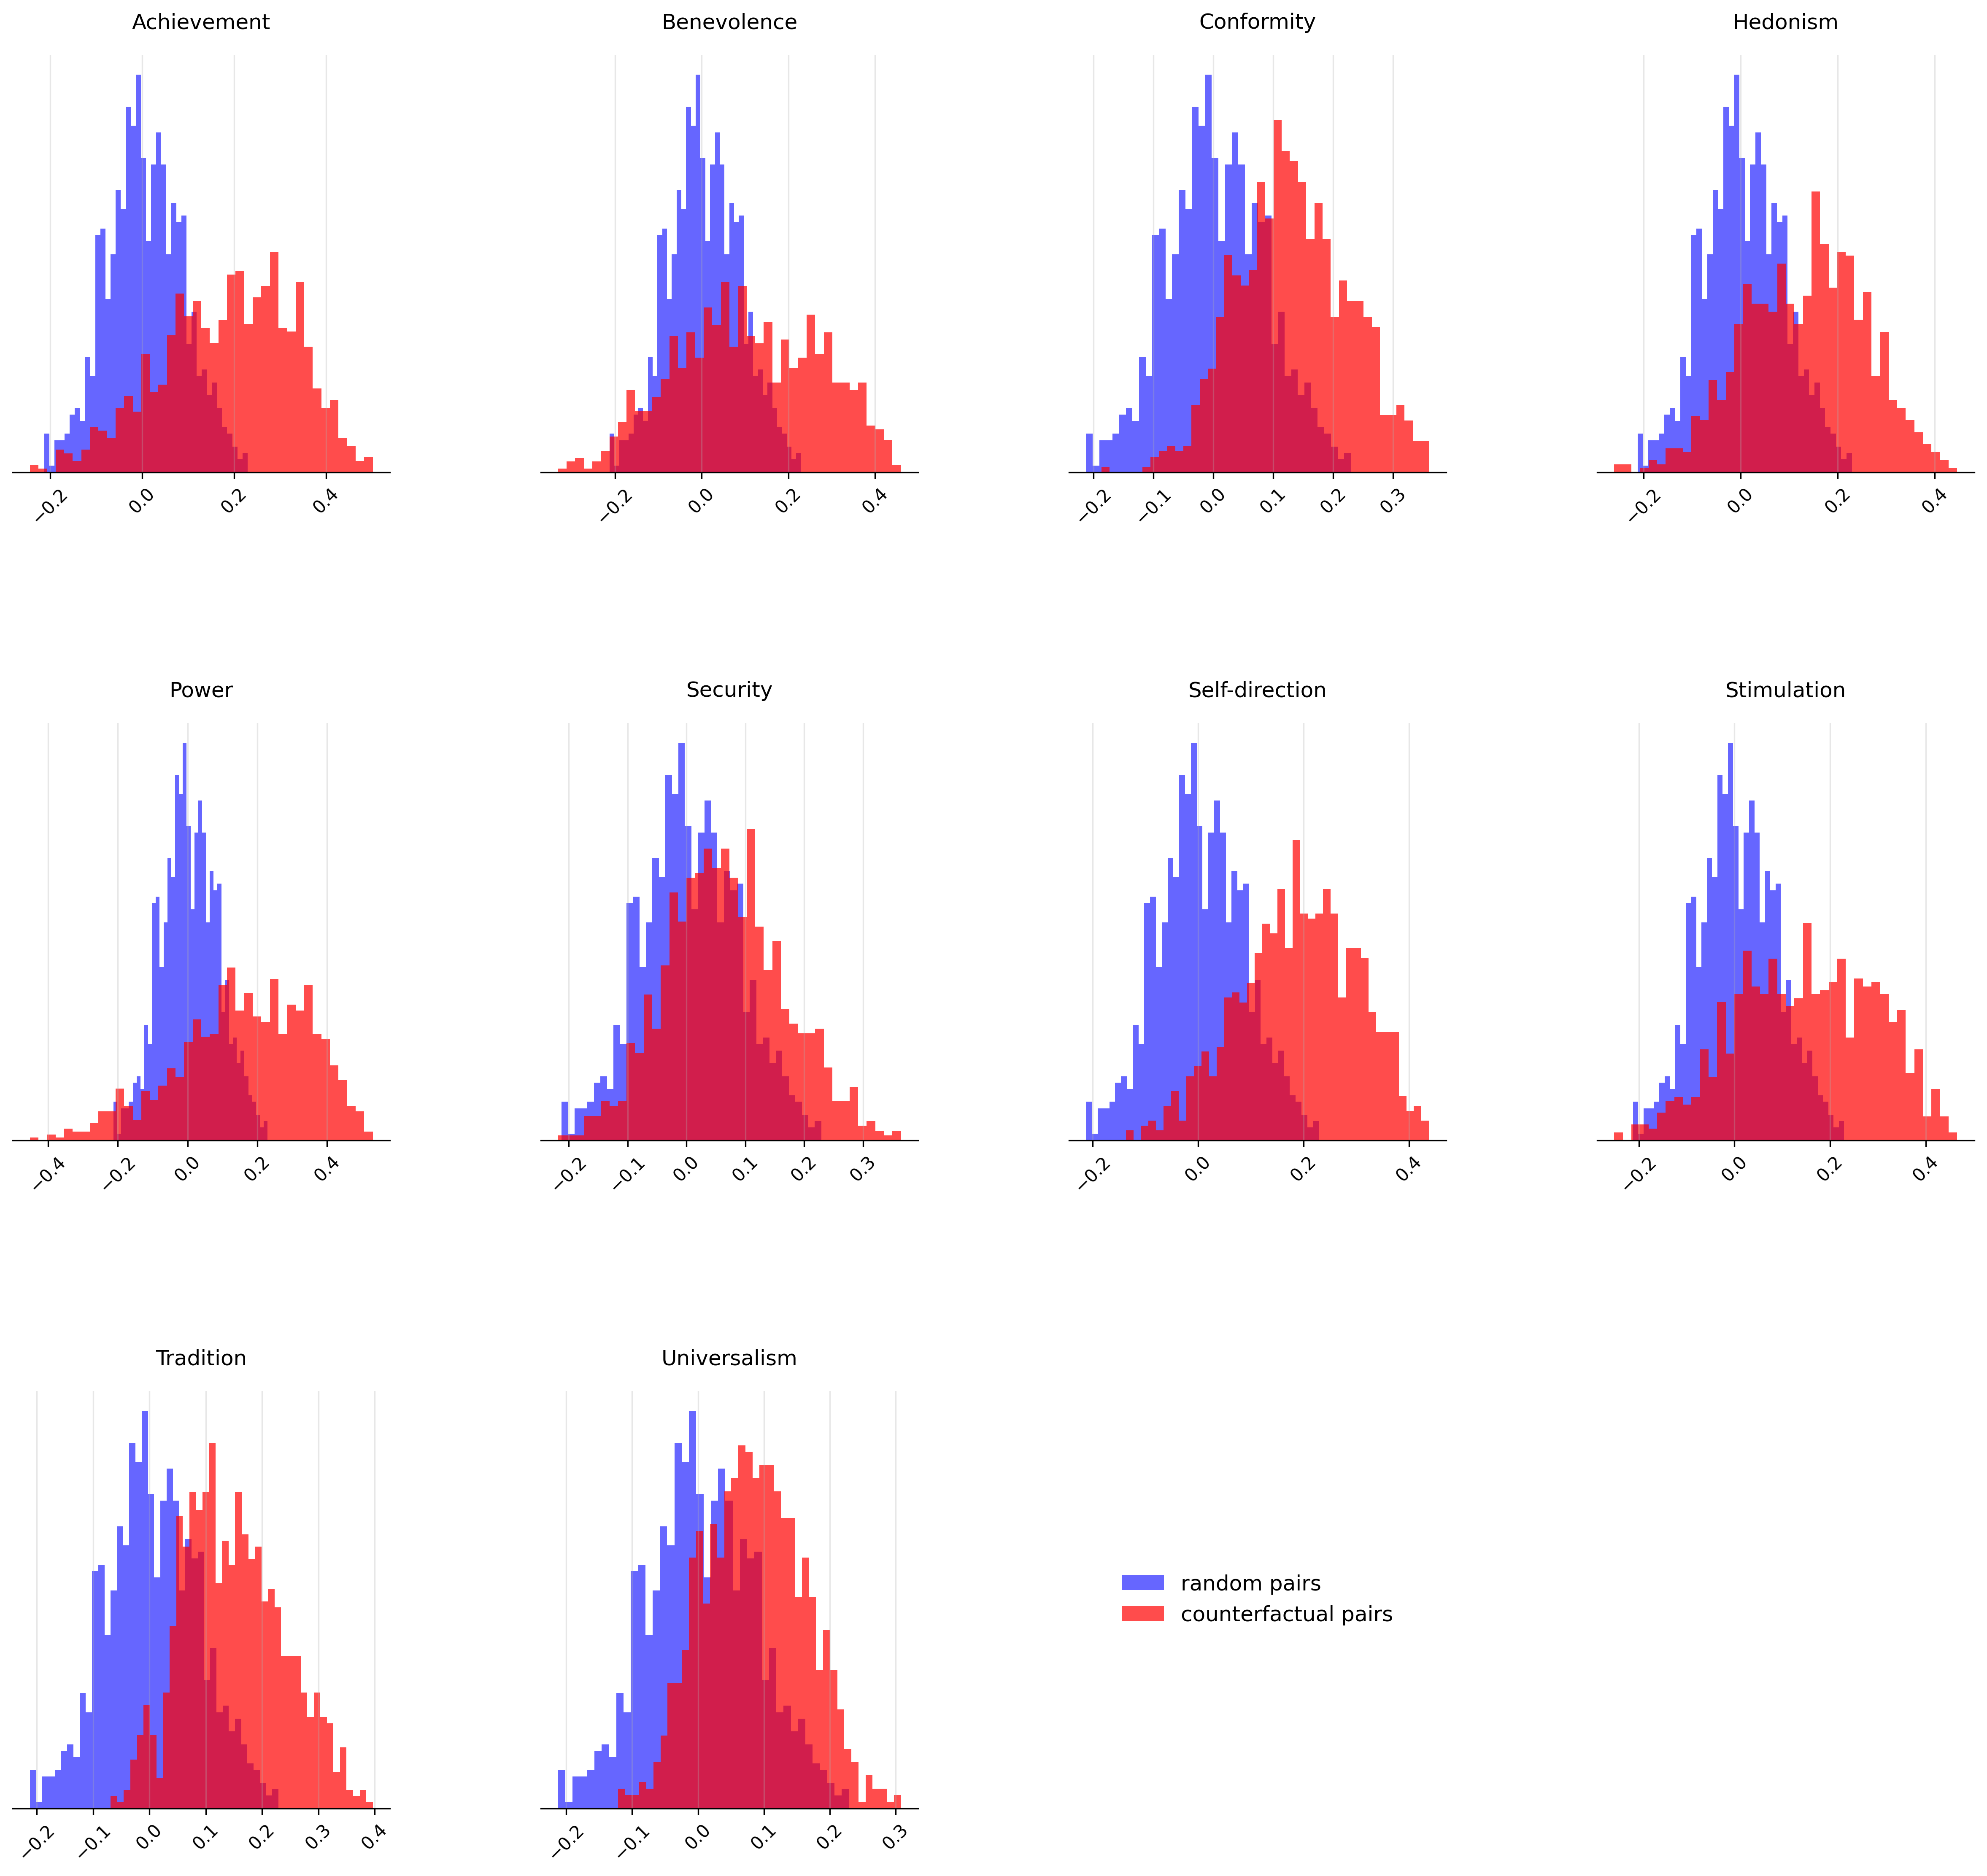 Achievement Benevolence Conformity Hedonism
−0.2 0.0 0.2 0.4 −0.2 0.0 0.2 0.4 −0.2 −0.1 0.0 0.1 0.2 0.3 −0.2 0.0 0.2 0.4
Power Security Self-direction Stimulation
−0.4 −0.2 0.0 0.2 0.4 −0.2 −0.1 0.0 0.1 0.2 0.3 −0.2 0.0 0.2 0.4 −0.2 0.0 0.2 0.4
Tradition Universalism
random pairs
counterfactual pairs
−0.2 −0.1 0.0 0.1 0.2 0.3 0.4 −0.2 −0.1 0.0 0.1 0.2 0.3